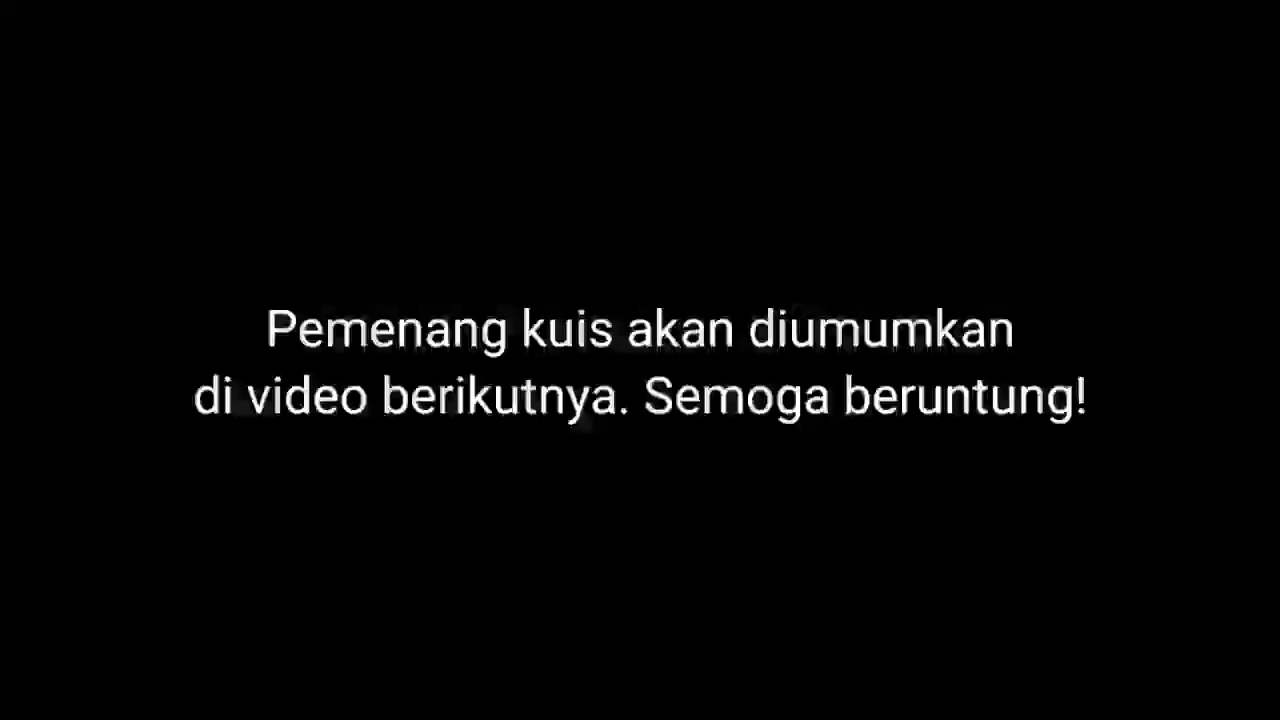 Pemenang kuis akan diumumkan
di video berikutnya. Semoga beruntung!